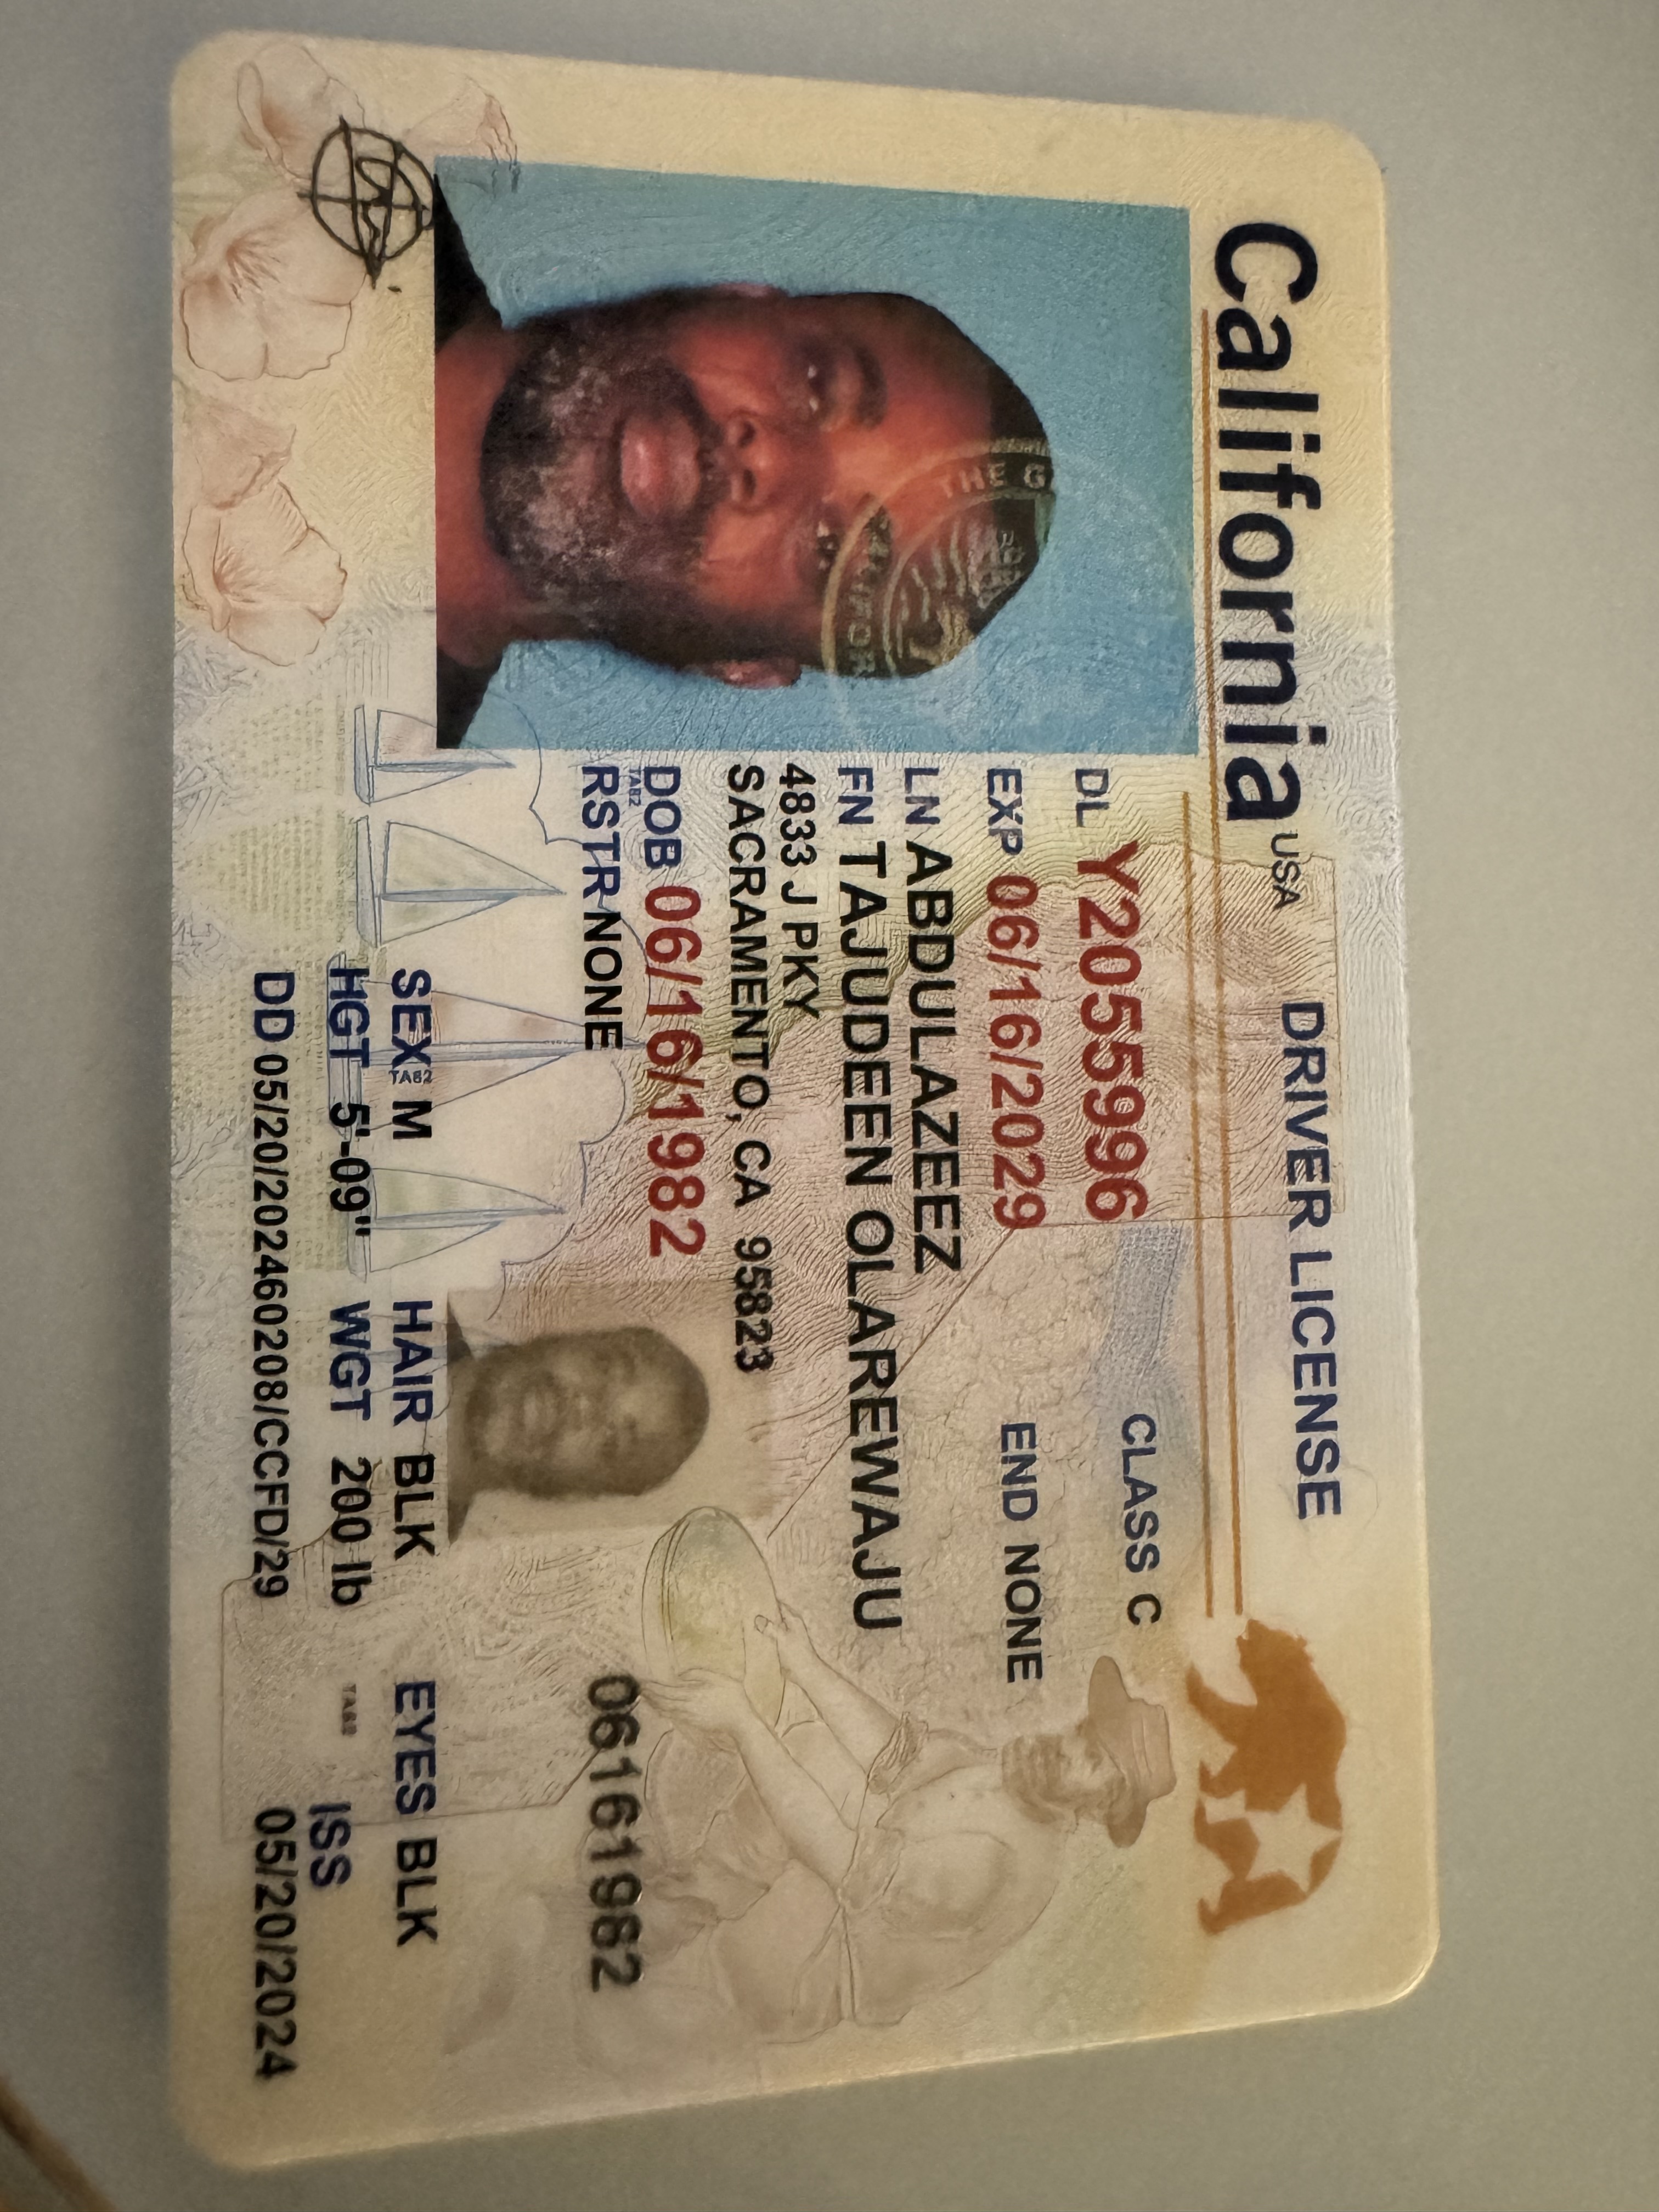 California USA DRIVER LICENSE
DL Y2055996 CLASS C
EXP 06/16/2029 END NONE
LN ABDULAZEEZ
FN TAJUDEEN OLAREWAJU
4833 J PKY
SACRAMENTO, CA 95823
DOB 06/16/1982
TA82
RSTR NONE 06161982
SEX M HAIR BLK EYES BLK
TA82
HGT 5'-09" WGT 200 lb ISS
DD 05/20/202460208/CCFD/29 05/20/2024
THE G